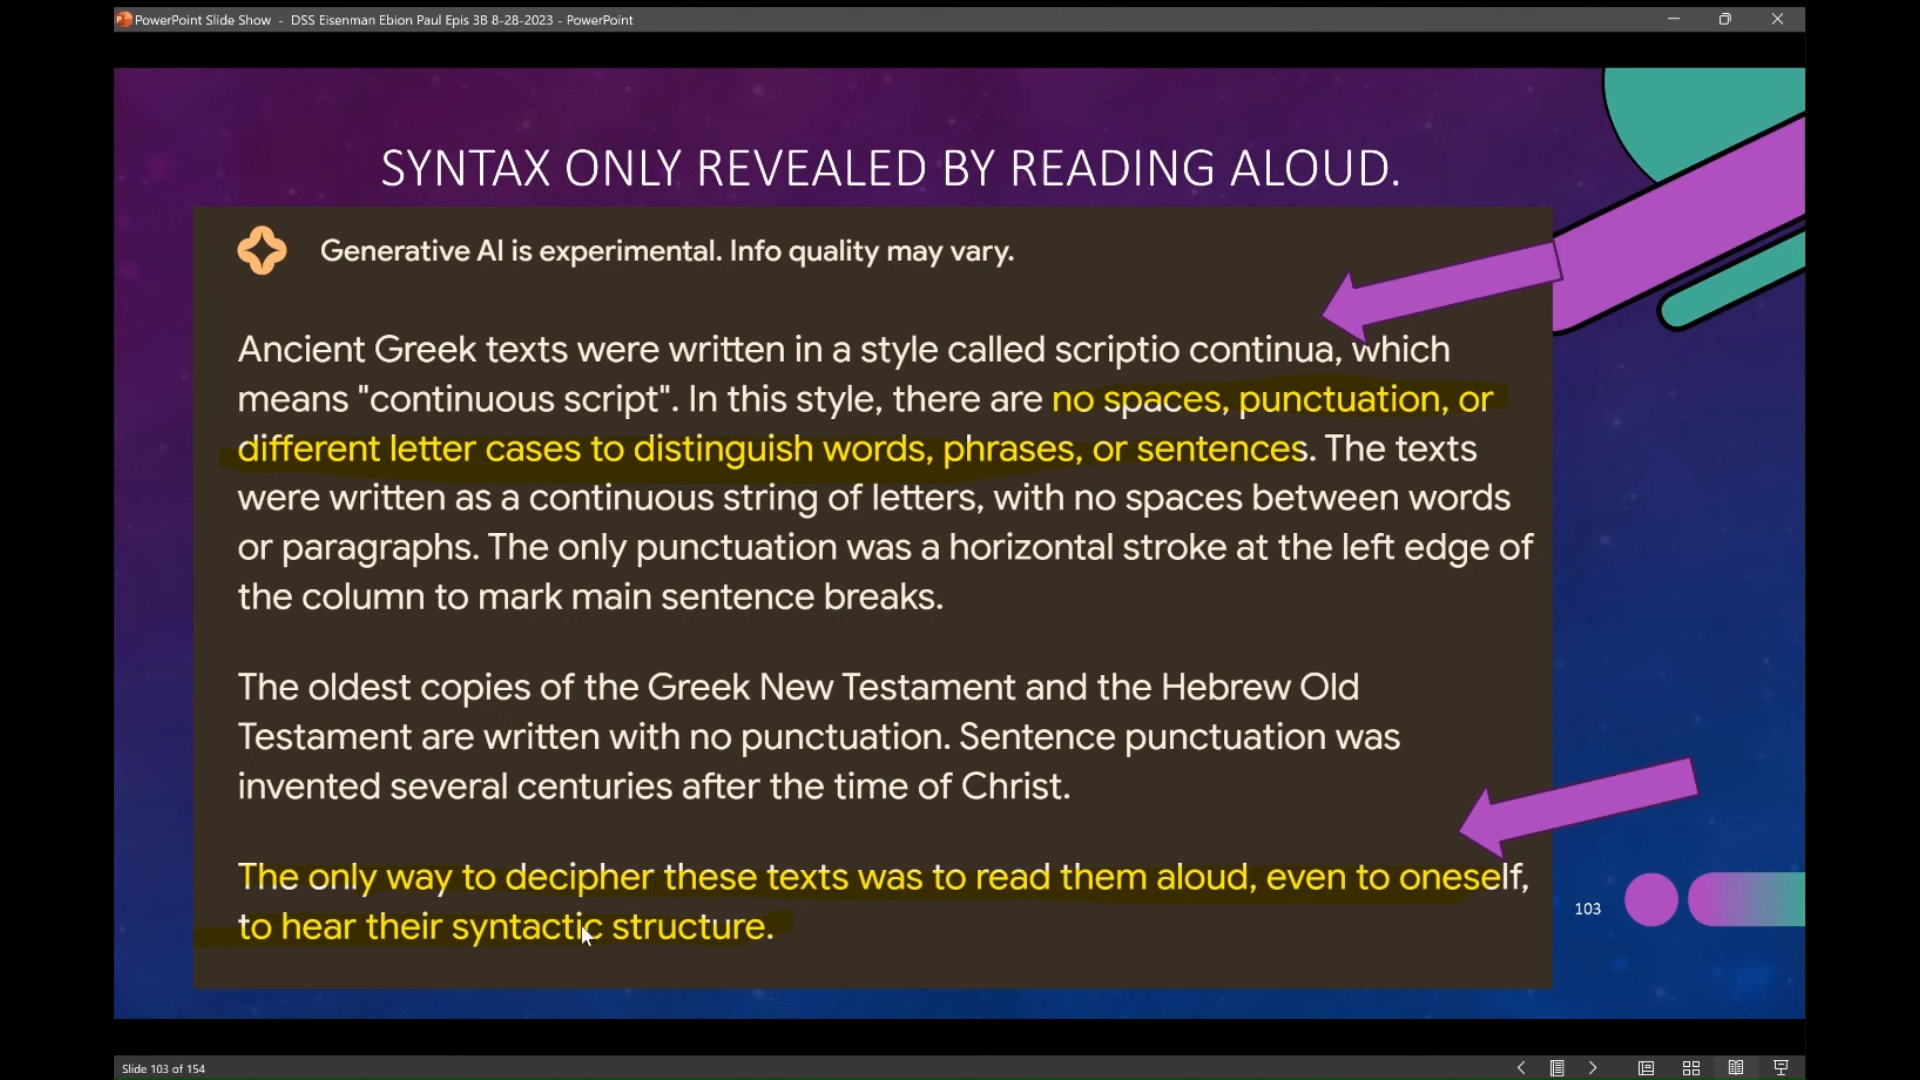 PowerPoint Slide Show - DSS Eisenman Ebion Paul Epis 3B 8-28-2023 - PowerPoint
SYNTAX ONLY REVEALED BY READING ALOUD.
Generative AI is experimental. Info quality may vary.
Ancient Greek texts were written in a style called scriptio continua, which
means "continuous script". In this style, there are no spaces, punctuation, or
different letter cases to distinguish words, phrases, or sentences. The texts
were written as a continuous string of letters, with no spaces between words
or paragraphs. The only punctuation was a horizontal stroke at the left edge of
the column to mark main sentence breaks.
The oldest copies of the Greek New Testament and the Hebrew Old
Testament are written with no punctuation. Sentence punctuation was
invented several centuries after the time of Christ.
The only way to decipher these texts was to read them aloud, even to oneself,
to hear their syntactic structure.
103
Slide 103 of 154